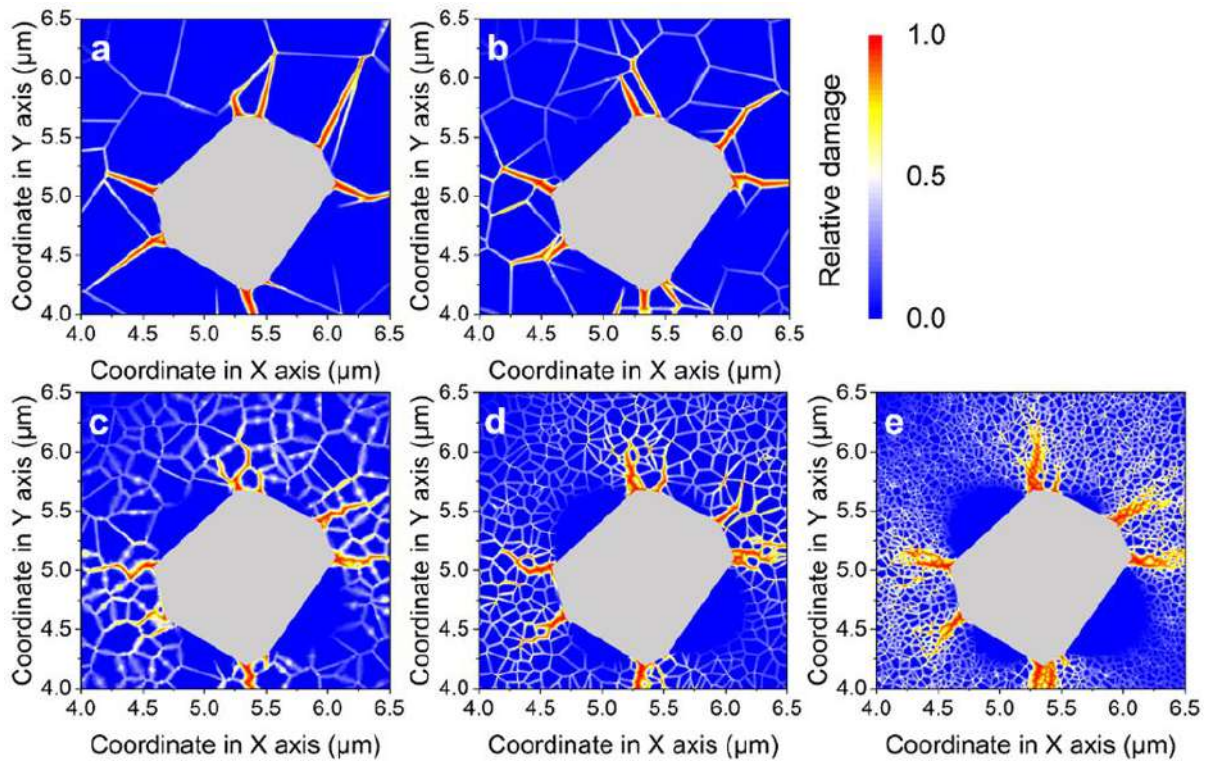 a
6.5
6.0
5.5
5.0
4.5
4.0
Coordinate in Y axis (μm)
4.0 4.5 5.0 5.5 6.0 6.5
Coordinate in X axis (μm)
b
6.5
6.0
5.5
5.0
4.5
4.0
Coordinate in Y axis (μm)
4.0 4.5 5.0 5.5 6.0 6.5
Coordinate in X axis (μm)
1.0
0.5
0.0
Relative damage
c
6.5
6.0
5.5
5.0
4.5
4.0
Coordinate in Y axis (μm)
4.0 4.5 5.0 5.5 6.0 6.5
Coordinate in X axis (μm)
d
6.5
6.0
5.5
5.0
4.5
4.0
Coordinate in Y axis (μm)
4.0 4.5 5.0 5.5 6.0 6.5
Coordinate in X axis (μm)
e
6.5
6.0
5.5
5.0
4.5
4.0
Coordinate in Y axis (μm)
4.0 4.5 5.0 5.5 6.0 6.5
Coordinate in X axis (μm)